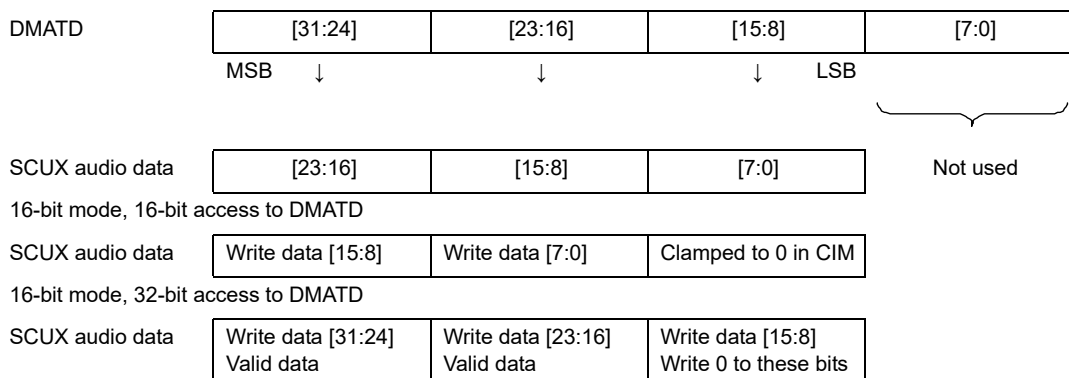 DMATD [31:24] [23:16] [15:8] [7:0]
MSB ↓ ↓ ↓ LSB
SCUX audio data [23:16] [15:8] [7:0] Not used
16-bit mode, 16-bit access to DMATD
SCUX audio data Write data [15:8] Write data [7:0] Clamped to 0 in CIM
16-bit mode, 32-bit access to DMATD
SCUX audio data Write data [31:24] Write data [23:16] Write data [15:8]
Valid data Valid data Write 0 to these bits